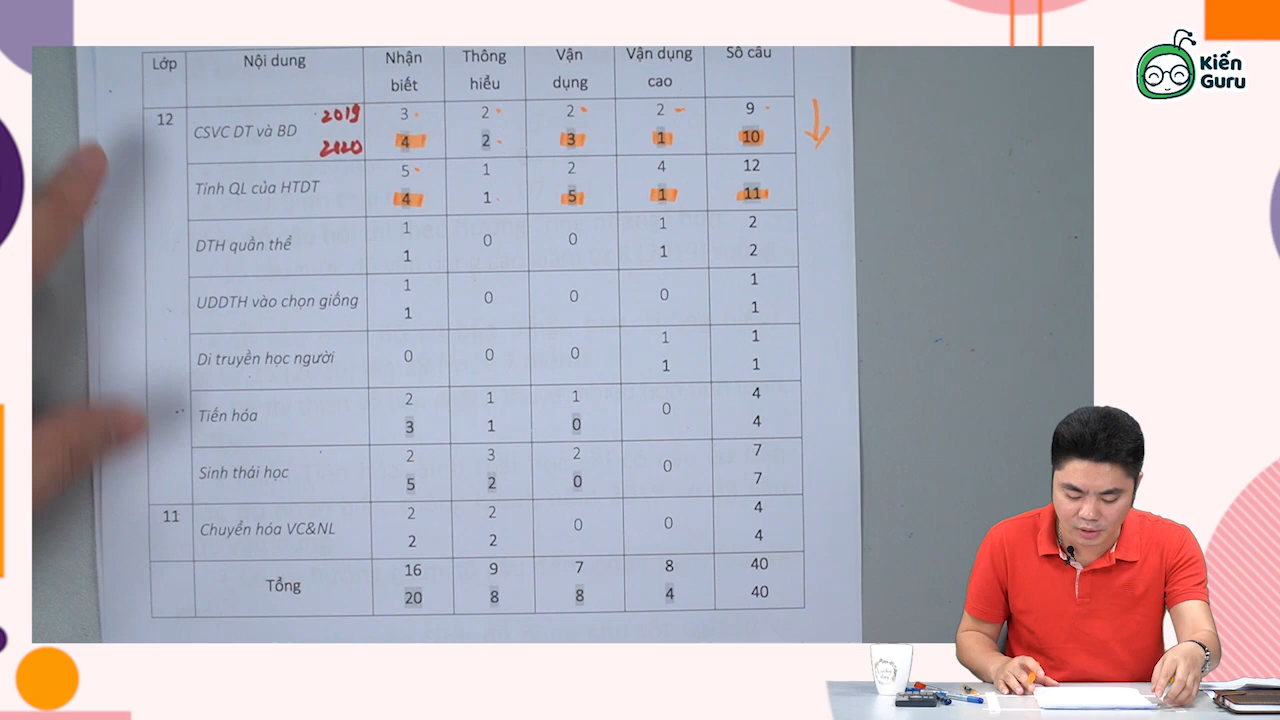 Kiến
Guru
Lớp Nội dung Nhận biết Thông hiểu Vận dụng Vận dụng cao Số câu
12 CSVC DT và BD 2019 3 2 2 2 9
2020 4 2 3 1 10
Tính QL của HTDT 5 1 2 4 12
4 1 5 1 11
DTH quần thể 1 0 0 1 2
1 1 2
UDDTH vào chọn giống 1 0 0 0 1
1 1
Di truyền học người 0 0 0 1 1
1 1
Tiến hóa 2 1 1 0 4
3 1 0 4
Sinh thái học 2 3 2 0 7
5 2 0 7
11 Chuyển hóa VC&NL 2 2 0 0 4
2 2 4
Tổng 16 9 7 8 40
20 8 8 4 40